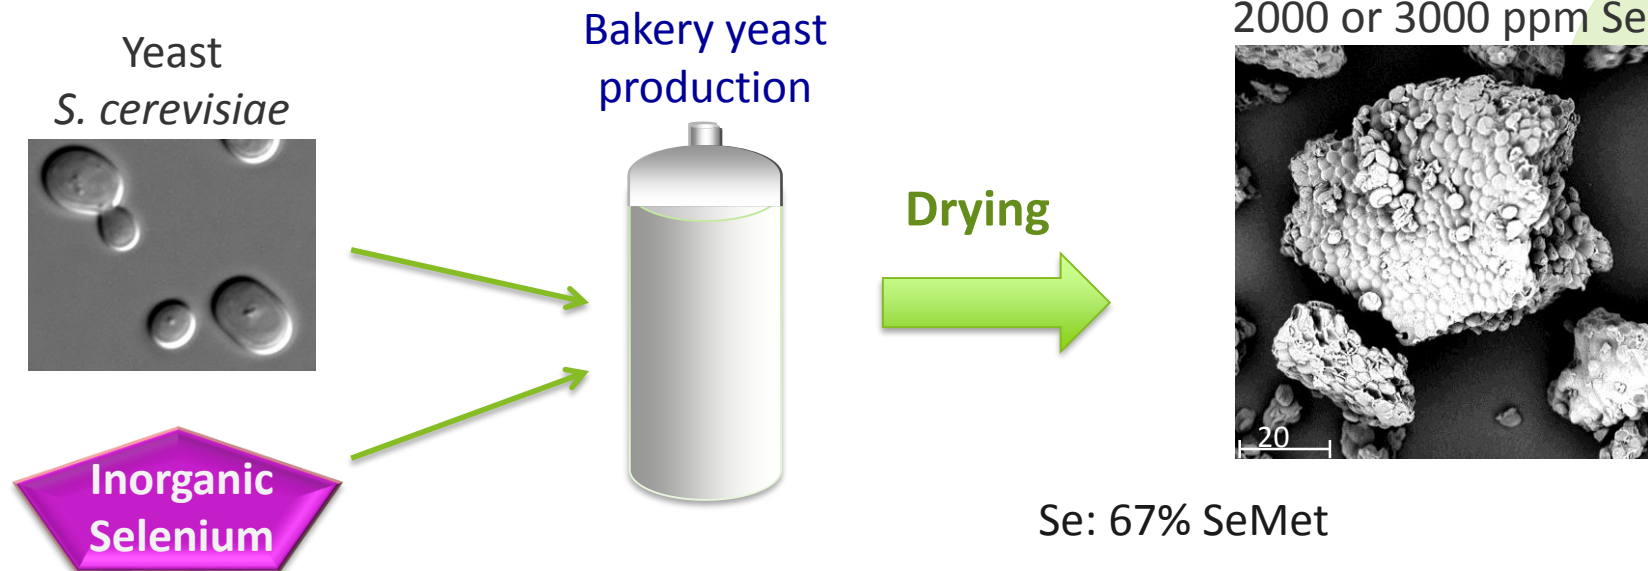 Yeast
S. cerevisiae
Inorganic
Selenium
Bakery yeast
production
Drying
2000 or 3000 ppm Se
20
Se: 67% SeMet